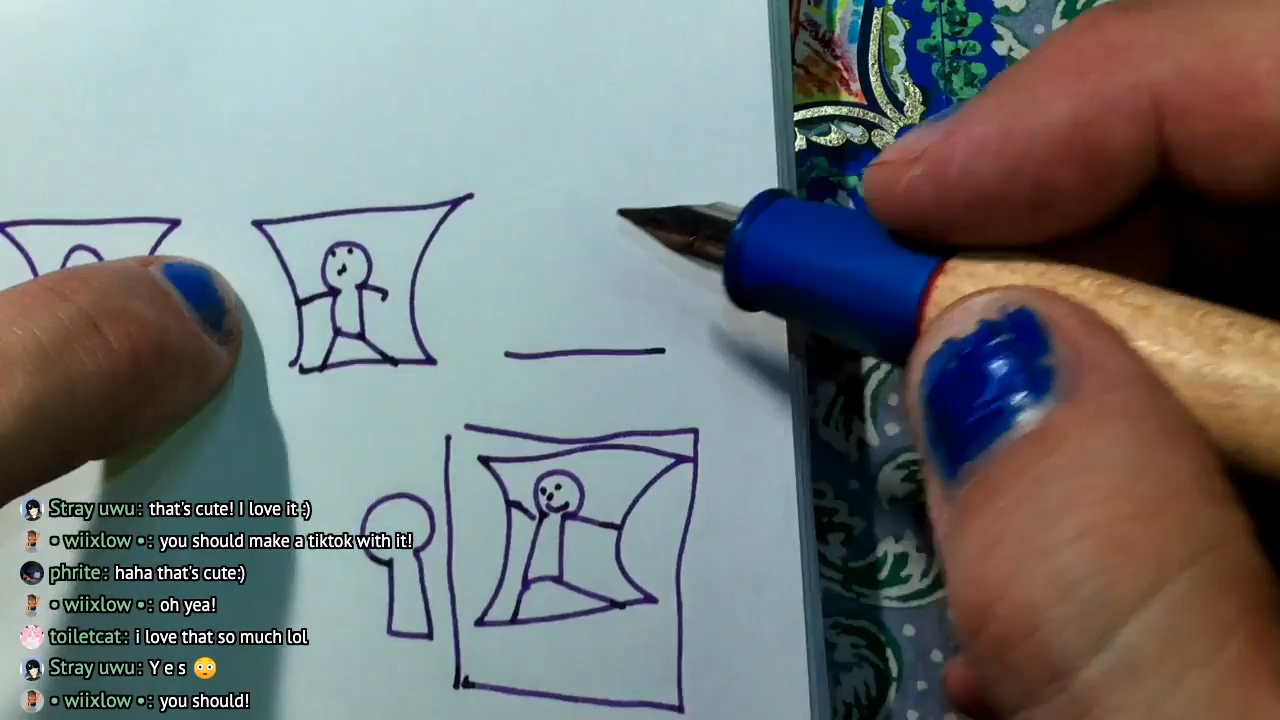 Stray uwu: that's cute! I love it :)
• wiixlow •: you should make a tiktok with it!
phrite: haha that's cute:)
• wiixlow •: oh yea!
toiletcat: i love that so much lol
Stray uwu: Y e s 😳
• wiixlow •: you should!